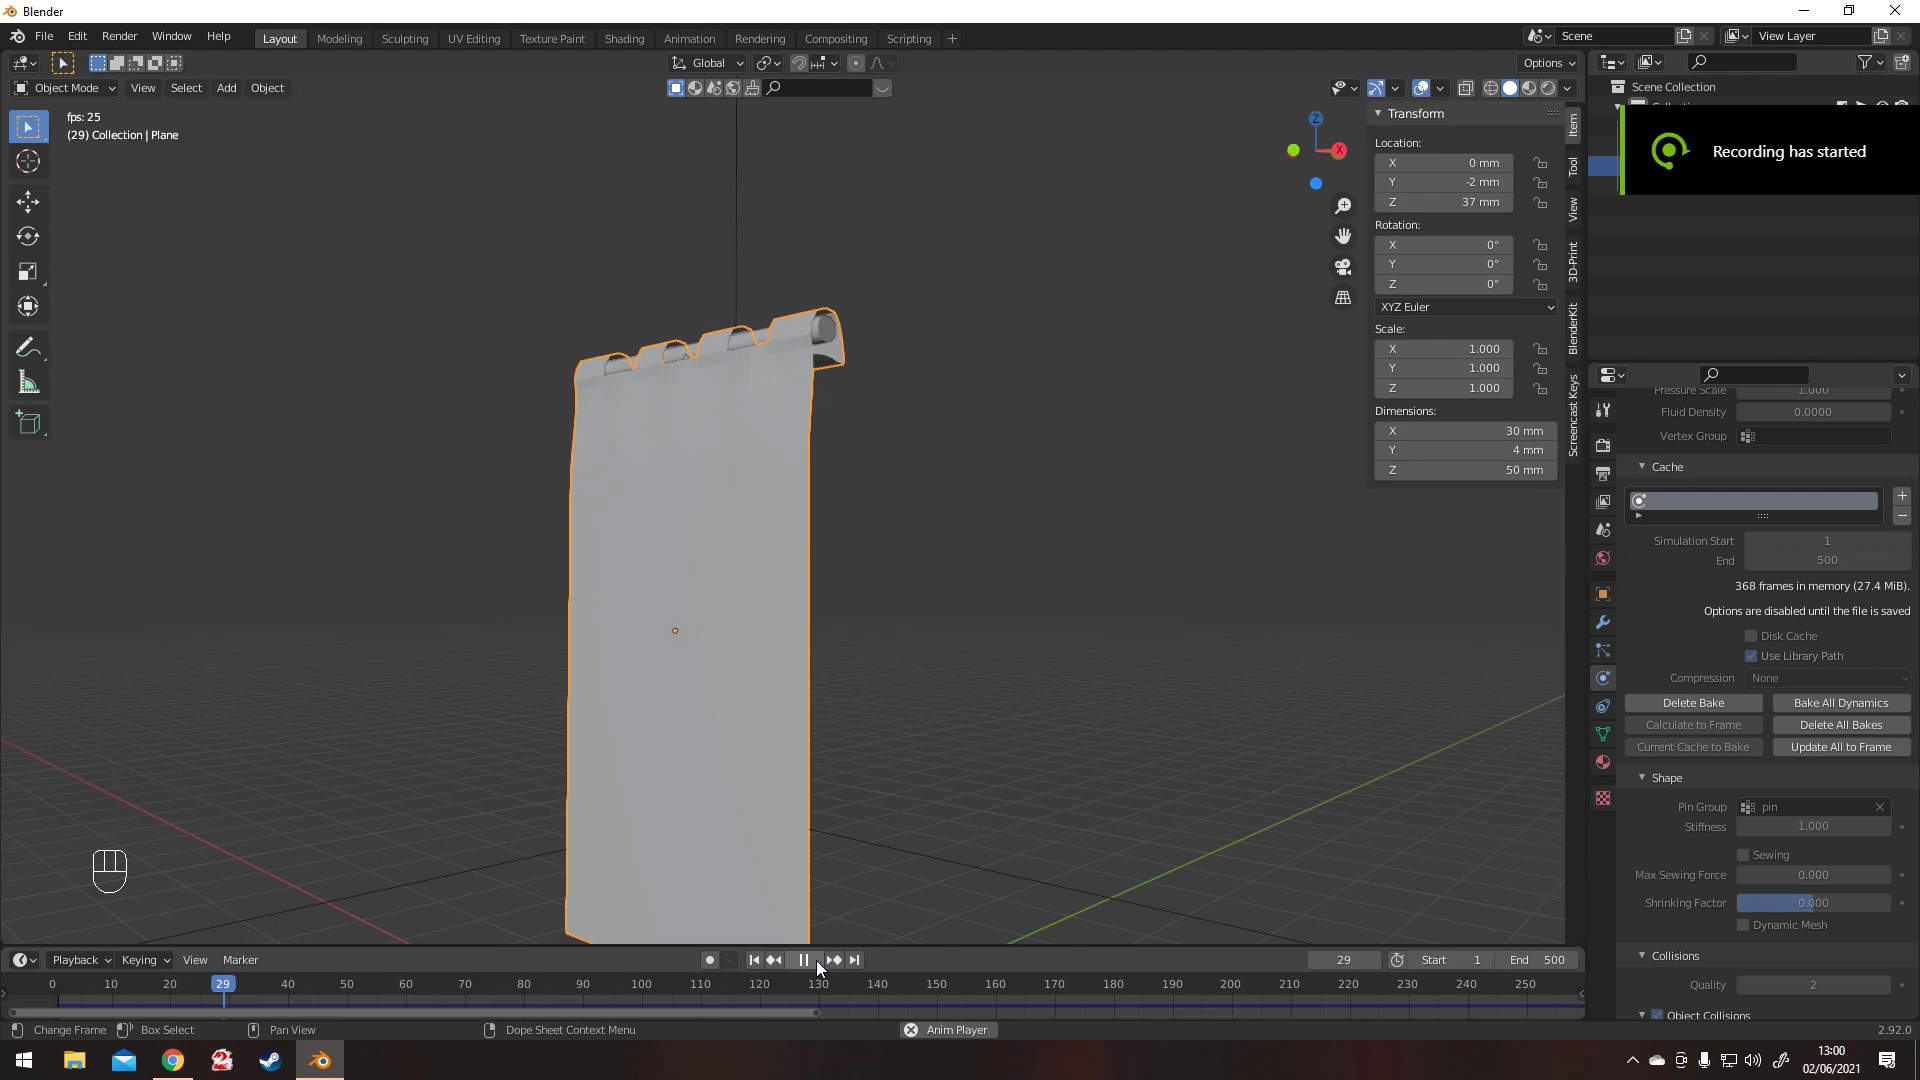 Blender
File Edit Render Window Help
Layout Modeling Sculpting UV Editing Texture Paint Shading Animation Rendering Compositing Scripting +
Scene View Layer
Global Options
Object Mode View Select Add Object
Scene Collection
fps: 25
(29) Collection | Plane
Recording has started
Z
X
Transform
Location:
X 0 mm
Y -2 mm
Z 37 mm
Rotation:
X 0°
Y 0°
Z 0°
XYZ Euler
Scale:
X 1.000
Y 1.000
Z 1.000
Dimensions:
X 30 mm
Y 4 mm
Z 50 mm
Item
Tool
View
3D-Print
BlenderKit
Screencast Keys
Pressure Scale 1.000
Fluid Density 0.0000
Vertex Group
Cache
Simulation Start 1
End 500
368 frames in memory (27.4 MiB).
Options are disabled until the file is saved
Disk Cache
Use Library Path
Compression None
Delete Bake Bake All Dynamics
Calculate to Frame Delete All Bakes
Current Cache to Bake Update All to Frame
Shape
Pin Group pin
Stiffness 1.000
Sewing
Max Sewing Force 0.000
Shrinking Factor 0.000
Dynamic Mesh
Collisions
Quality 2
Object Collisions
Playback Keying View Marker 29 Start 1 End 500
0 10 20 29 40 50 60 70 80 90 100 110 120 130 140 150 160 170 180 190 200 210 220 230 240 250
Change Frame Box Select Pan View Dope Sheet Context Menu Anim Player 2.92.0
13:00
02/06/2021